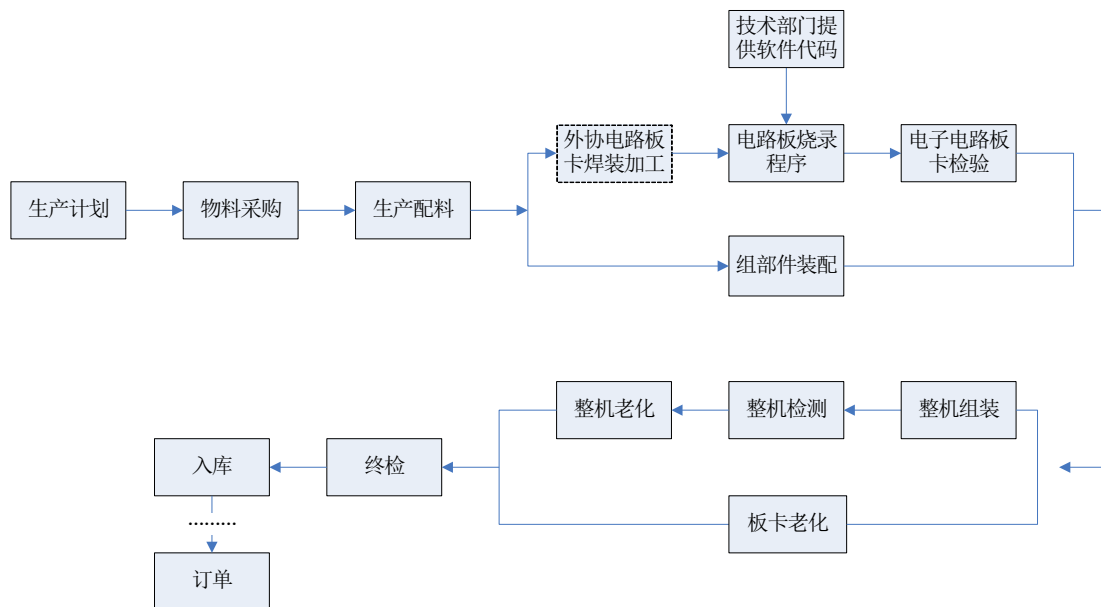 技术部门提
供软件代码
外协电路板
卡焊装加工
电路板烧录
程序
电子电路板
卡检验
生产计划
物料采购
生产配料
组部件装配
整机老化
整机检测
整机组装
入库
终检
板卡老化
………
订单